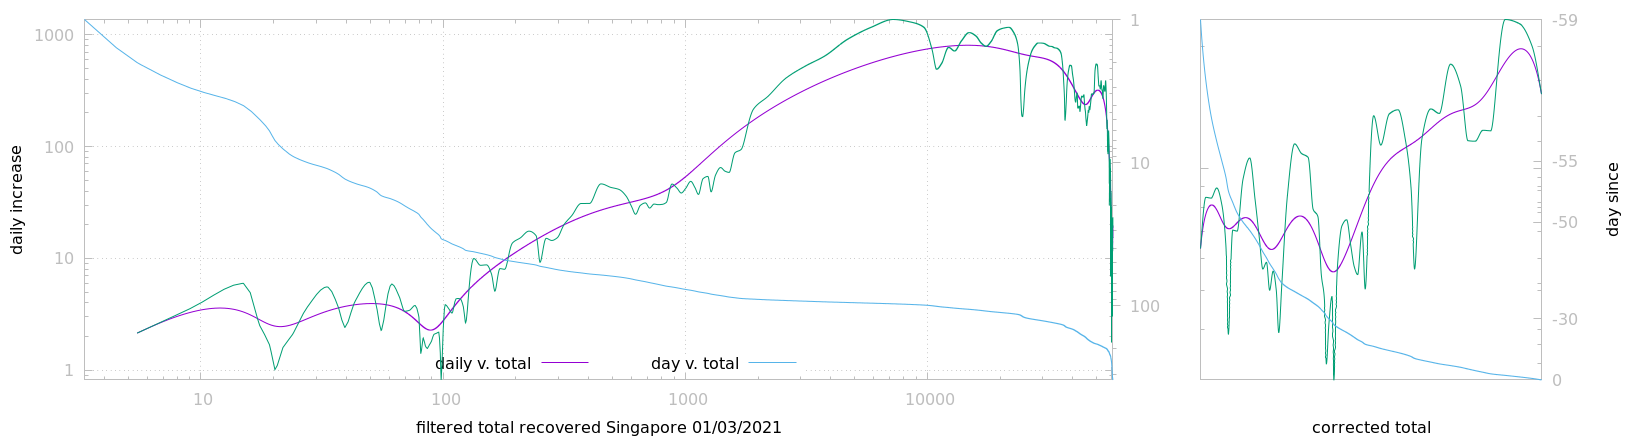 1000
100
10
1
daily increase
1
10
100
daily v. total
day v. total
10
100
1000
10000
filtered total recovered Singapore 01/03/2021
-59
-55
-50
-30
0
day since
corrected total